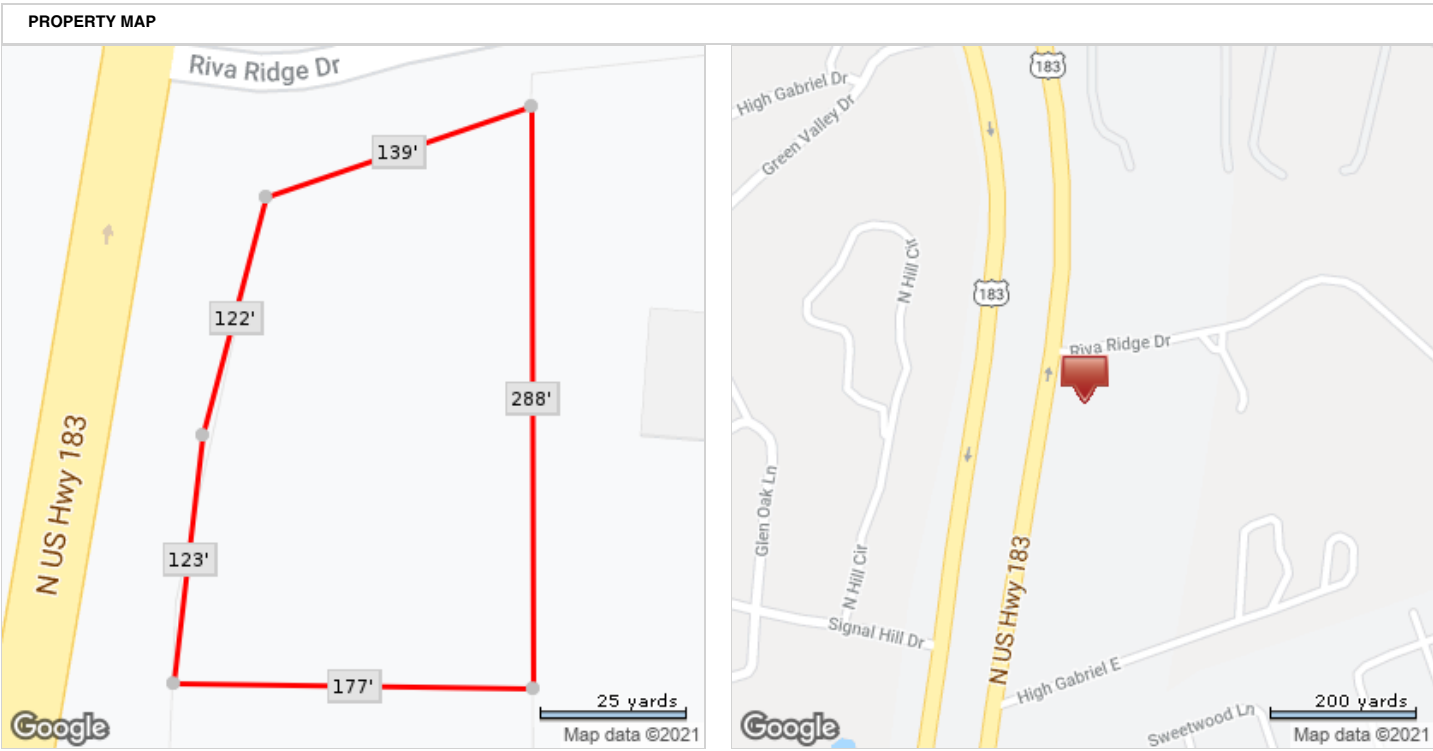 PROPERTY MAP
Riva Ridge Dr
139'
122'
288'
N US Hwy 183
123'
177'
25 yards
Google
Map data ©2021
183
High Gabriel Dr
Green Valley Dr
N Hill Cir
183
Riva Ridge Dr
Glen Oak Ln
N Hill Cir
N US Hwy 183
Signal Hill Dr
High Gabriel E
200 yards
Sweetwood Ln
Google
Map data ©2021